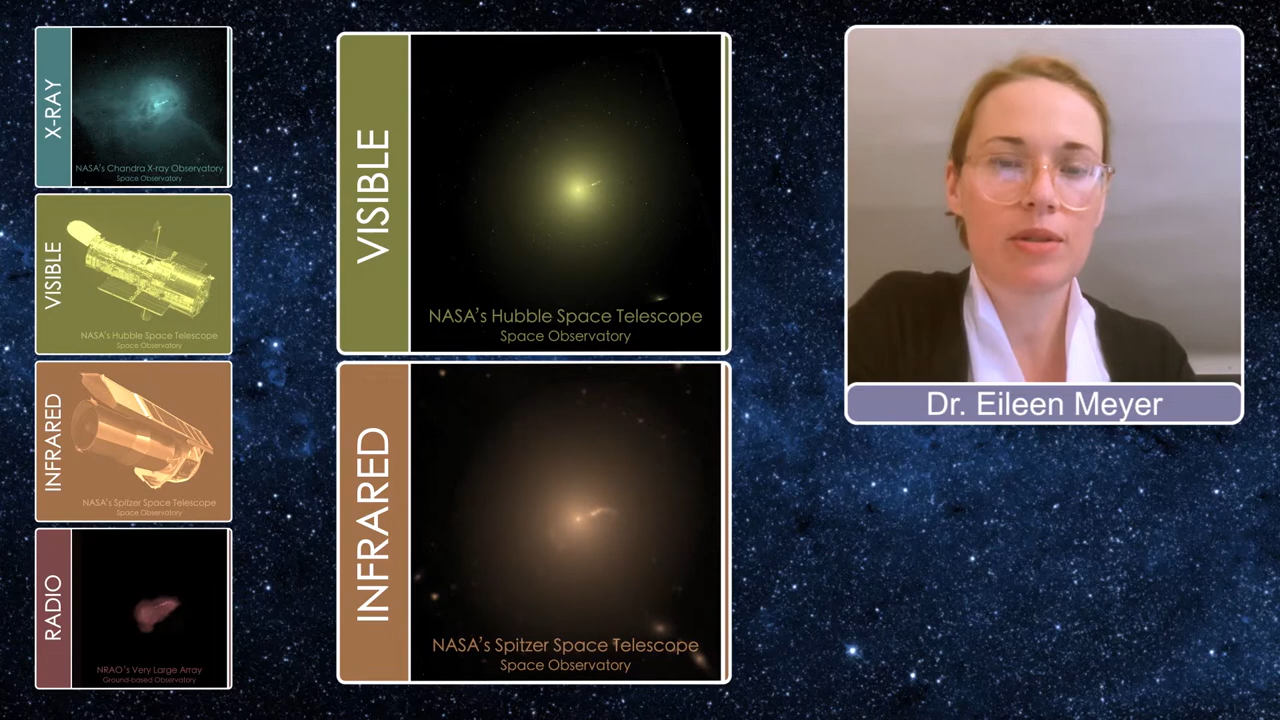 X-RAY
NASA's Chandra X-ray Observatory
Space Observatory
VISIBLE
NASA's Hubble Space Telescope
Space Observatory
INFRARED
NASA's Spitzer Space Telescope
Space Observatory
RADIO
NRAO's Very Large Array
Ground-based Observatory
VISIBLE
NASA's Hubble Space Telescope
Space Observatory
INFRARED
NASA's Spitzer Space Telescope
Space Observatory
Dr. Eileen Meyer